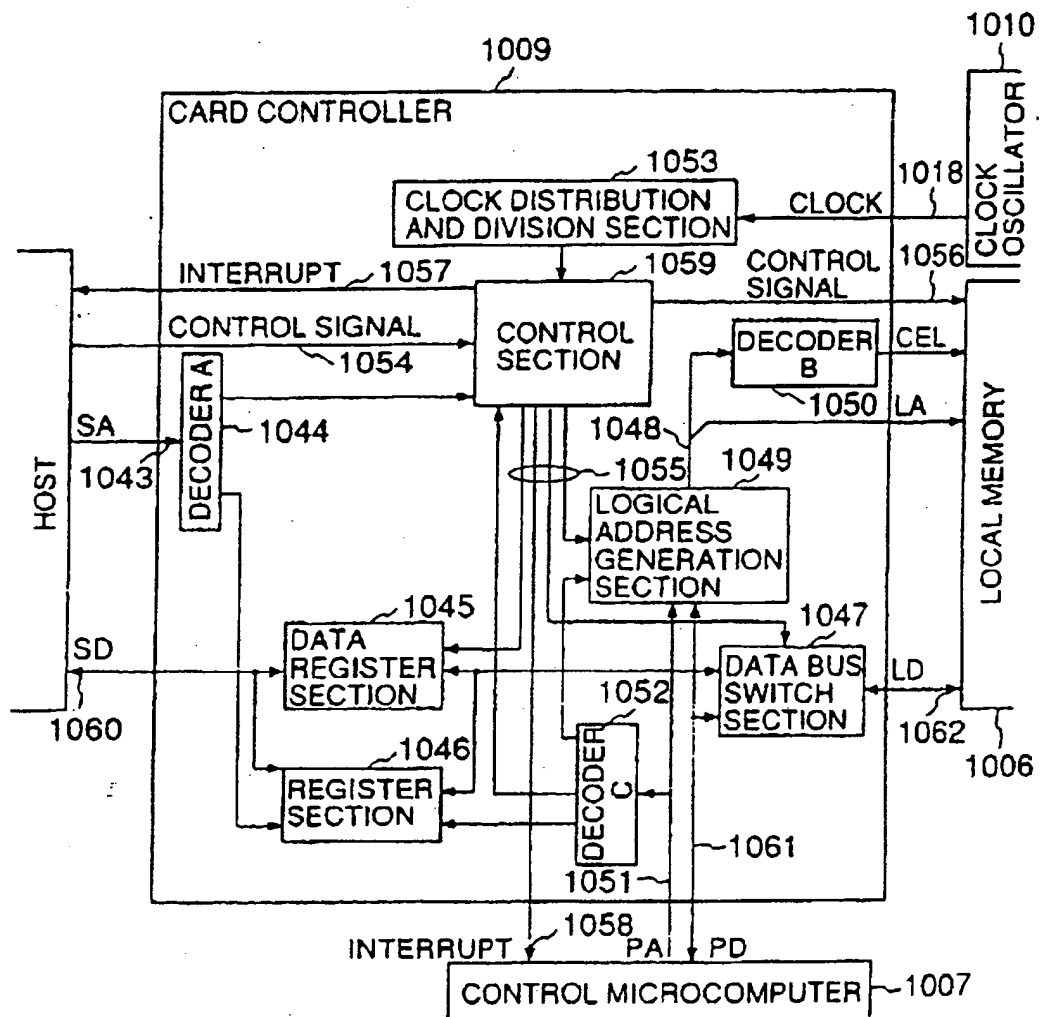 1009
1010
CARD CONTROLLER
CLOCK
OSCILLATOR
1053
CLOCK DISTRIBUTION
AND DIVISION SECTION
CLOCK
1018
INTERRUPT
1057
1059
CONTROL
SIGNAL
1056
CONTROL SIGNAL
1054
CONTROL
SECTION
DECODER
B
CEL
1050
LA
DECODER A
1044
SA
1043
1048
1055
1049
HOST
LOGICAL
ADDRESS
GENERATION
SECTION
LOCAL MEMORY
1045
1047
SD
DATA
REGISTER
SECTION
DATA BUS
SWITCH
SECTION
LD
1060
1052
1062
1046
1006
REGISTER
SECTION
DECODER
C
1061
1051
1058
INTERRUPT
PA
PD
CONTROL MICROCOMPUTER
1007